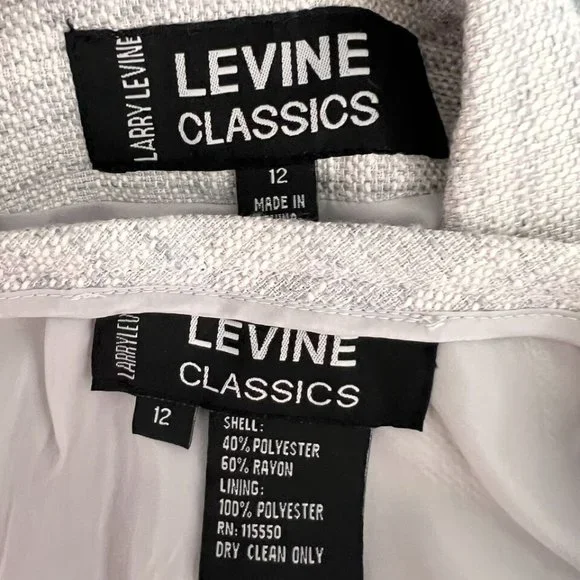 LARRY LEVINE
LEVINE
CLASSICS
12
MADE IN
LEVINE
CLASSICS
12
SHELL:
40% POLYESTER
60% RAYON
LINING:
100% POLYESTER
RN: 115550
DRY CLEAN ONLY